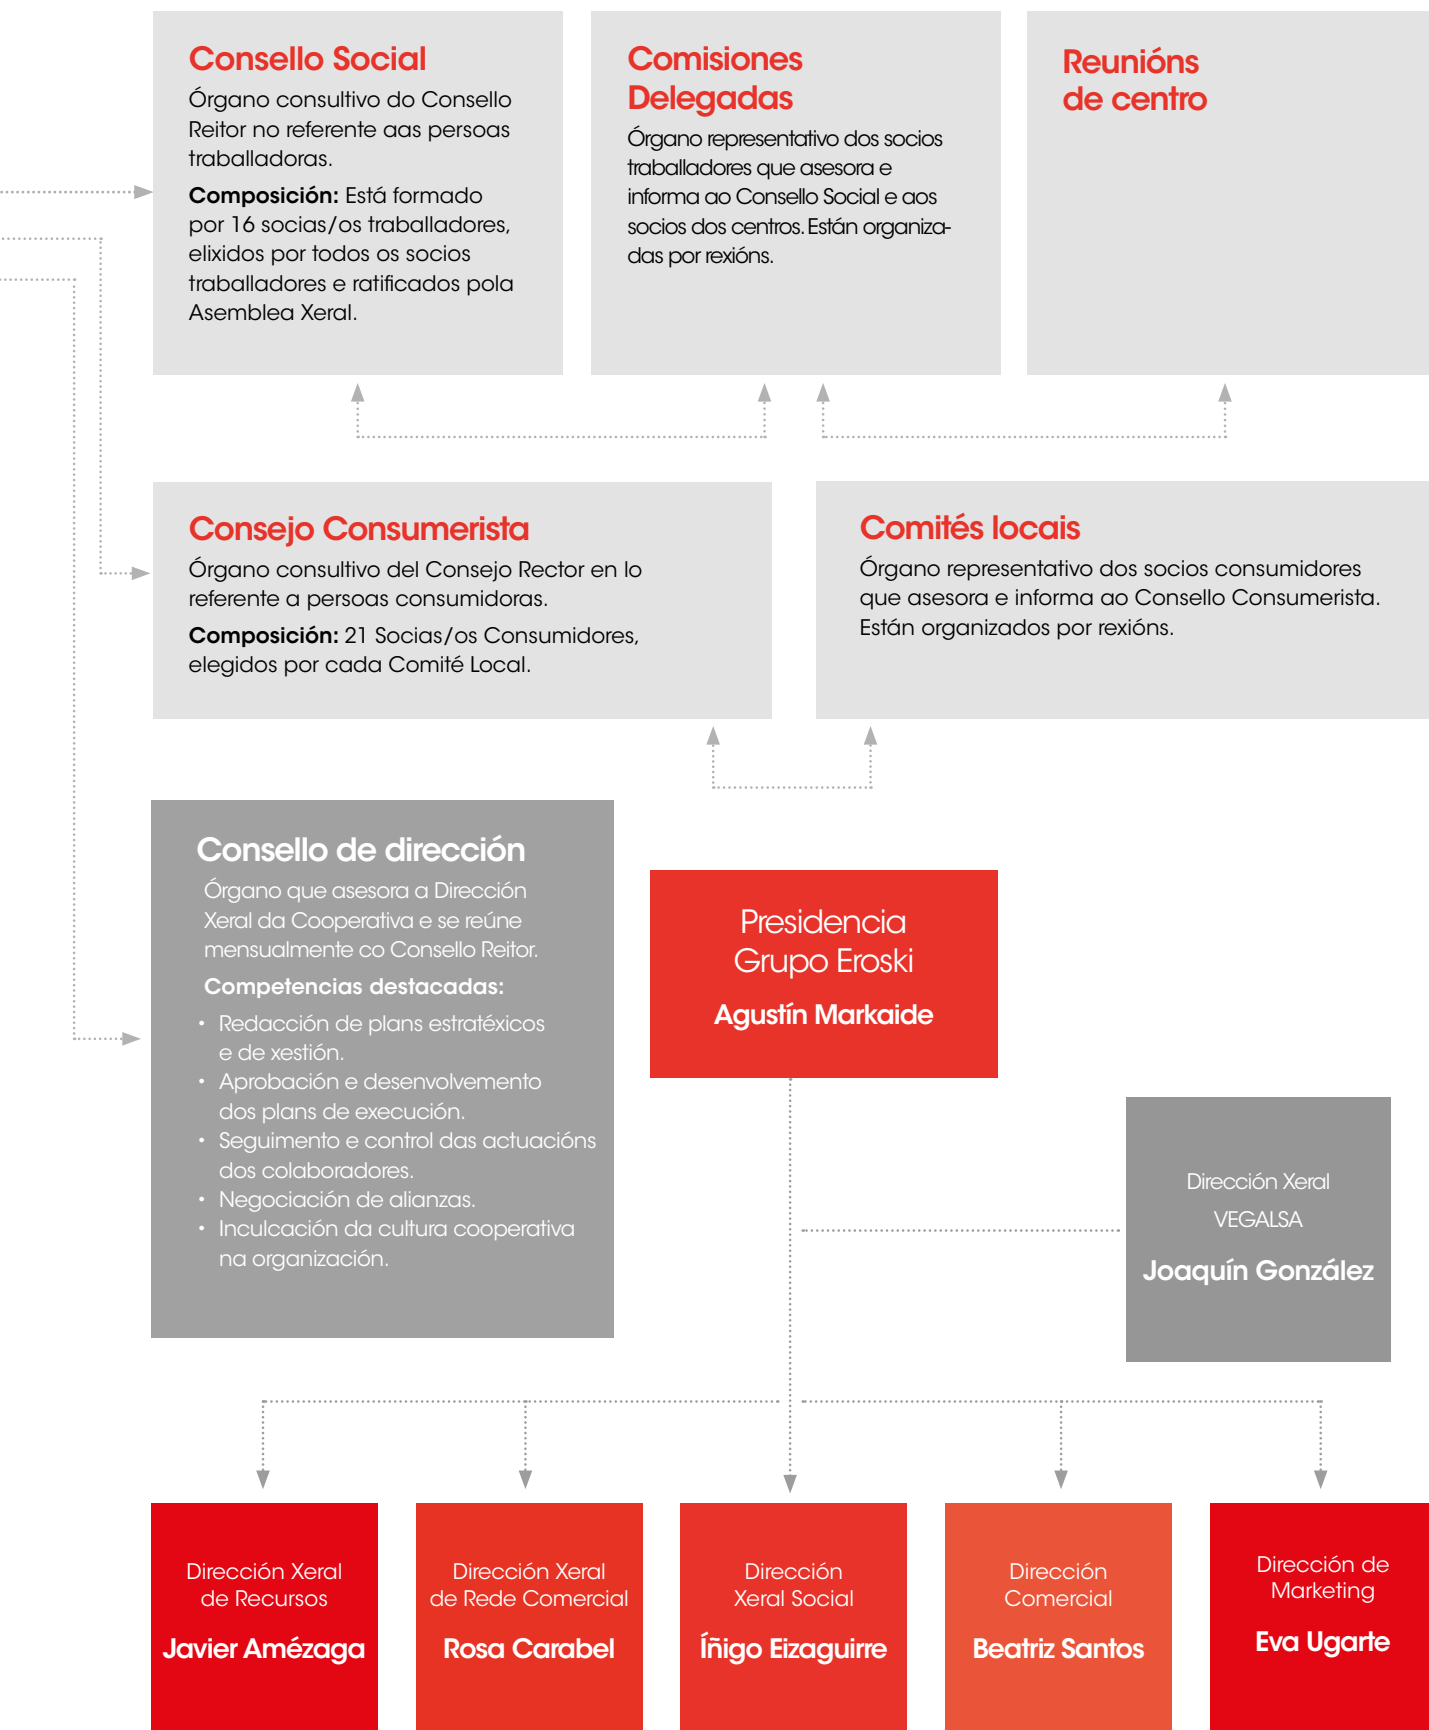 Consello Social
Órgano consultivo do Consello
Reitor no referente aas persoas
traballadoras.
Composición: Está formado
por 16 socias/os traballadores,
elixidos por todos os socios
traballadores e ratificados pola
Asemblea Xeral.
Comisiones
Delegadas
Órgano representativo dos socios
traballadores que asesora e
informa ao Consello Social e aos
socios dos centros. Están organiza-
das por rexións.
Reunións
de centro
Consejo Consumerista
Órgano consultivo del Consejo Rector en lo
referente a persoas consumidoras.
Composición: 21 Socias/os Consumidores,
elegidos por cada Comité Local.
Comités locais
Órgano representativo dos socios consumidores
que asesora e informa ao Consello Consumerista.
Están organizados por rexións.
Consello de dirección
Órgano que asesora a Dirección
Xeral da Cooperativa e se reúne
mensualmente co Consello Reitor.
Competencias destacadas:
• Redacción de plans estratéxicos
e de xestión.
• Aprobación e desenvolvemento
dos plans de execución.
• Seguimento e control das actuacións
dos colaboradores.
• Negociación de alianzas.
• Inculcación da cultura cooperativa
na organización.
Presidencia
Grupo Eroski
Agustín Markaide
Dirección Xeral
VEGALSA
Joaquín González
Dirección Xeral
de Recursos
Javier Amézaga
Dirección Xeral
de Rede Comercial
Rosa Carabel
Dirección
Xeral Social
Íñigo Eizaguirre
Dirección
Comercial
Beatriz Santos
Dirección de
Marketing
Eva Ugarte